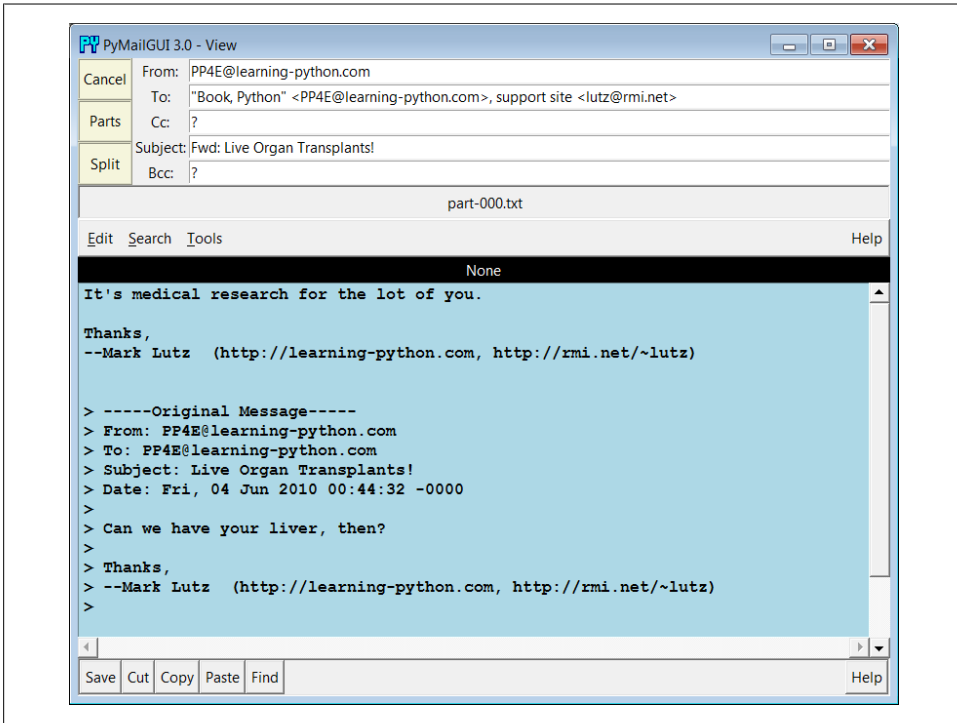 PY PyMailGUI 3.0 - View
Cancel
From: PP4E@learning-python.com
To: "Book, Python" <PP4E@learning-python.com>, support site <lutz@rmi.net>
Parts
Cc: ?
Subject: Fwd: Live Organ Transplants!
Split
Bcc: ?
part-000.txt
Edit Search Tools Help
None
It's medical research for the lot of you.
Thanks,
--Mark Lutz (http://learning-python.com, http://rmi.net/~lutz)
> -----Original Message-----
> From: PP4E@learning-python.com
> To: PP4E@learning-python.com
> Subject: Live Organ Transplants!
> Date: Fri, 04 Jun 2010 00:44:32 -0000
>
> Can we have your liver, then?
>
> Thanks,
> --Mark Lutz (http://learning-python.com, http://rmi.net/~lutz)
>
Save Cut Copy Paste Find Help